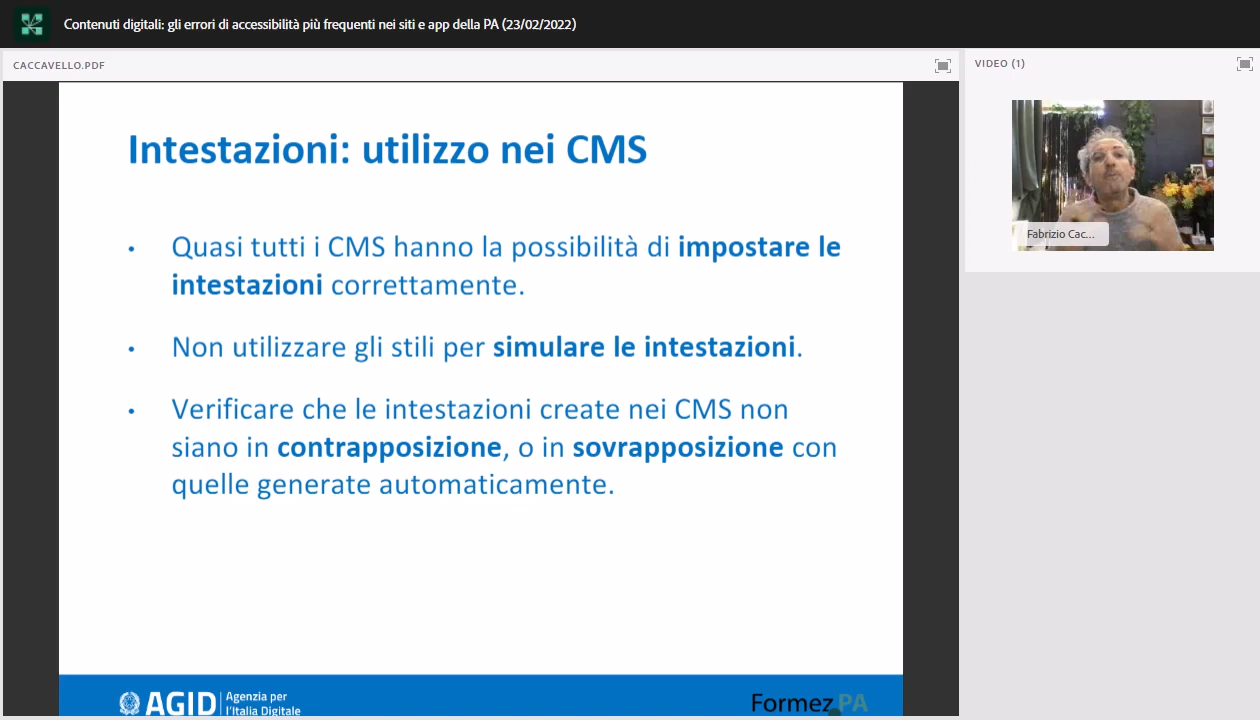 Contenuti digitali: gli errori di accessibilità più frequenti nei siti e app della PA (23/02/2022)
CACCAVELLO.PDF
VIDEO (1)
Intestazioni: utilizzo nei CMS
• Quasi tutti i CMS hanno la possibilità di impostare le
intestazioni correttamente.
• Non utilizzare gli stili per simulare le intestazioni.
• Verificare che le intestazioni create nei CMS non
siano in contrapposizione, o in sovrapposizione con
quelle generate automaticamente.
Fabrizio Cac...
AGID
Agenzia per
l'Italia Digitale
Formez PA